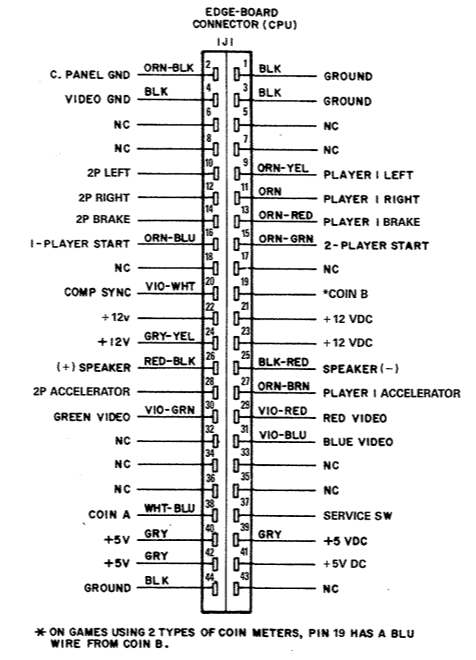 EDGE-BOARD
CONNECTOR (CPU)
IJI
C. PANEL GND ORN-BLK 2 1 BLK GROUND
VIDEO GND BLK 4 3 BLK GROUND
NC 6 5 NC
NC 8 7 NC
2P LEFT 10 9 ORN-YEL PLAYER I LEFT
2P RIGHT 12 11 ORN PLAYER I RIGHT
2P BRAKE 14 13 ORN-RED PLAYER I BRAKE
I-PLAYER START ORN-BLU 16 15 ORN-GRN 2-PLAYER START
NC 18 17 NC
COMP SYNC VIO-WHT 20 19 *COIN B
+12v 22 21 +12 VDC
+12V GRY-YEL 24 23 +12 VDC
(+) SPEAKER RED-BLK 26 25 BLK-RED SPEAKER (-)
2P ACCELERATOR 28 27 ORN-BRN PLAYER I ACCELERATOR
GREEN VIDEO VIO-GRN 30 29 VIO-RED RED VIDEO
NC 32 31 VIO-BLU BLUE VIDEO
NC 34 33 NC
NC 36 35 NC
COIN A WHT-BLU 38 37 SERVICE SW
+5V GRY 40 39 GRY +5 VDC
+5V GRY 42 41 +5V DC
GROUND BLK 44 43 NC
* ON GAMES USING 2 TYPES OF COIN METERS, PIN 19 HAS A BLU
WIRE FROM COIN B.